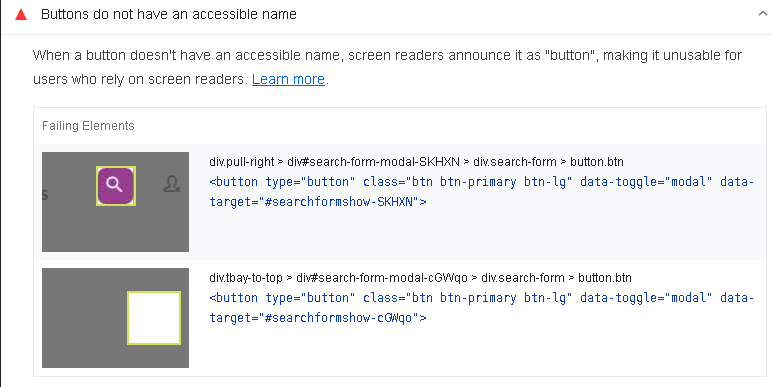 Buttons do not have an accessible name
When a button doesn't have an accessible name, screen readers announce it as "button", making it unusable for
users who rely on screen readers. Learn more.
Failing Elements
div.pull-right > div#search-form-modal-SKHXN > div.search-form > button.btn
<button type="button" class="btn btn-primary btn-lg" data-toggle="modal" data-
target="#searchformshow-SKHXN">
s
div.tbay-to-top > div#search-form-modal-cGWqo > div.search-form > button.btn
<button type="button" class="btn btn-primary btn-lg" data-toggle="modal" data-
target="#searchformshow-cGWqo">